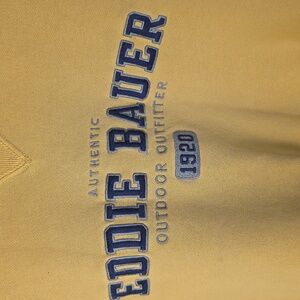 AUTHENTIC
EDDIE BAUER
OUTDOOR OUTFITTER
1920